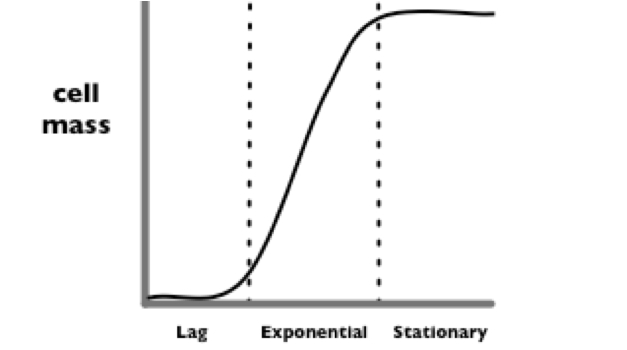 cell
mass
Lag Exponential Stationary